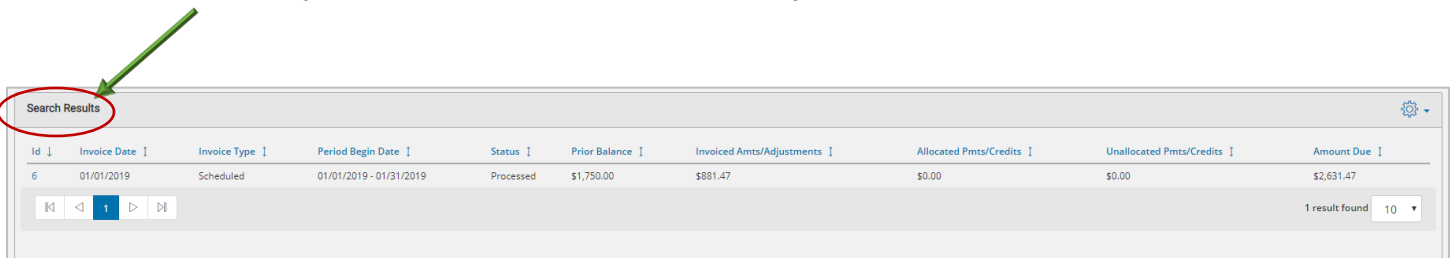 Search Results
Id Invoice Date Invoice Type Period Begin Date Status Prior Balance Invoiced Amts/Adjustments Allocated Pmts/Credits Unallocated Pmts/Credits Amount Due
6 01/01/2019 Scheduled 01/01/2019 - 01/31/2019 Processed $1,750.00 $881.47 $0.00 $0.00 $2,631.47
1 1 result found 10